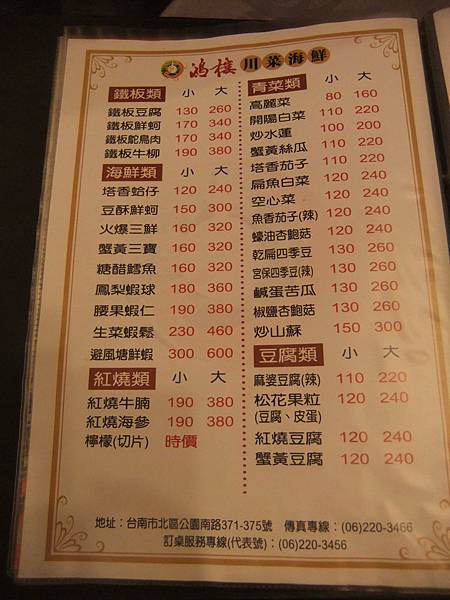 鴻樓 川菜海鮮
鐵板類 小 大
鐵板豆腐 130 260
鐵板鮮蚵 170 340
鐵板鴕鳥肉 170 340
鐵板牛柳 190 380
海鮮類 小 大
塔香蛤仔 120 240
豆酥鮮蚵 150 300
火爆三鮮 160 320
蟹黃三寶 160 320
糖醋鱈魚 160 320
鳳梨蝦球 180 360
腰果蝦仁 190 380
生菜蝦鬆 230 460
避風塘鮮蝦 300 600
紅燒類 小 大
紅燒牛腩 190 380
紅燒海參 190 380
檸檬(切片) 時價
青菜類 小 大
高麗菜 80 160
開陽白菜 110 220
炒水蓮 100 200
蟹黃絲瓜 110 220
塔香茄子 110 220
扁魚白菜 120 240
空心菜 120 240
魚香茄子(辣) 120 240
蠔油杏鮑菇 120 240
乾扁四季豆 130 260
宮保四季豆(辣) 130 260
鹹蛋苦瓜 130 260
椒鹽杏鮑菇 130 260
炒山蘇 150 300
豆腐類 小 大
麻婆豆腐(辣) 110 220
松花果粒 120 240
(豆腐、皮蛋)
紅燒豆腐 120 240
蟹黃豆腐 120 240
地址：台南市北區公園南路371-375號 傳真專線：(06)220-3466
訂桌服務專線(代表號)：(06)220-3456